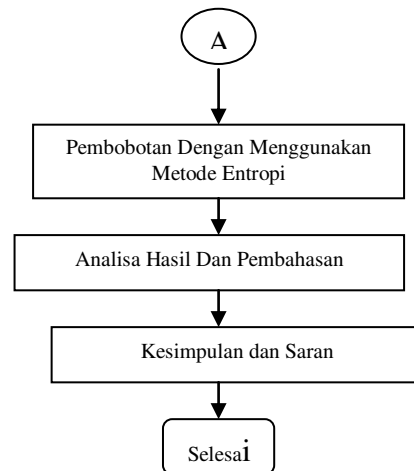 A
Pembobotan Dengan Menggunakan
Metode Entropi
Analisa Hasil Dan Pembahasan
Kesimpulan dan Saran
Selesai